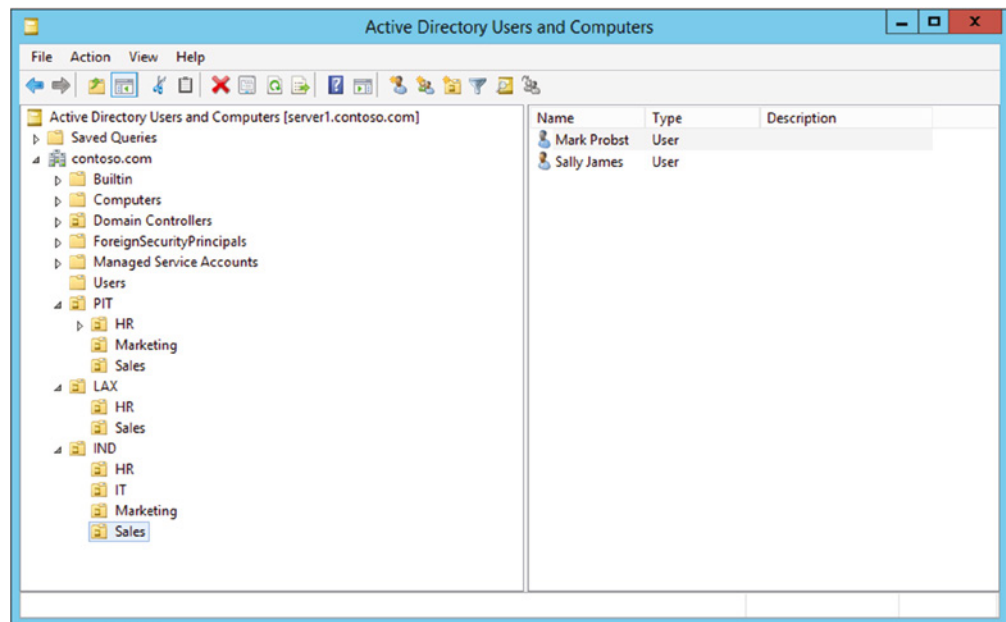 Active Directory Users and Computers
x
File Action View Help
Active Directory Users and Computers [server1.contoso.com]
Saved Queries
contoso.com
Builtin
Computers
Domain Controllers
ForeignSecurityPrincipals
Managed Service Accounts
Users
PIT
HR
Marketing
Sales
LAX
HR
Sales
IND
HR
IT
Marketing
Sales
Name Type Description
Mark Probst User
Sally James User